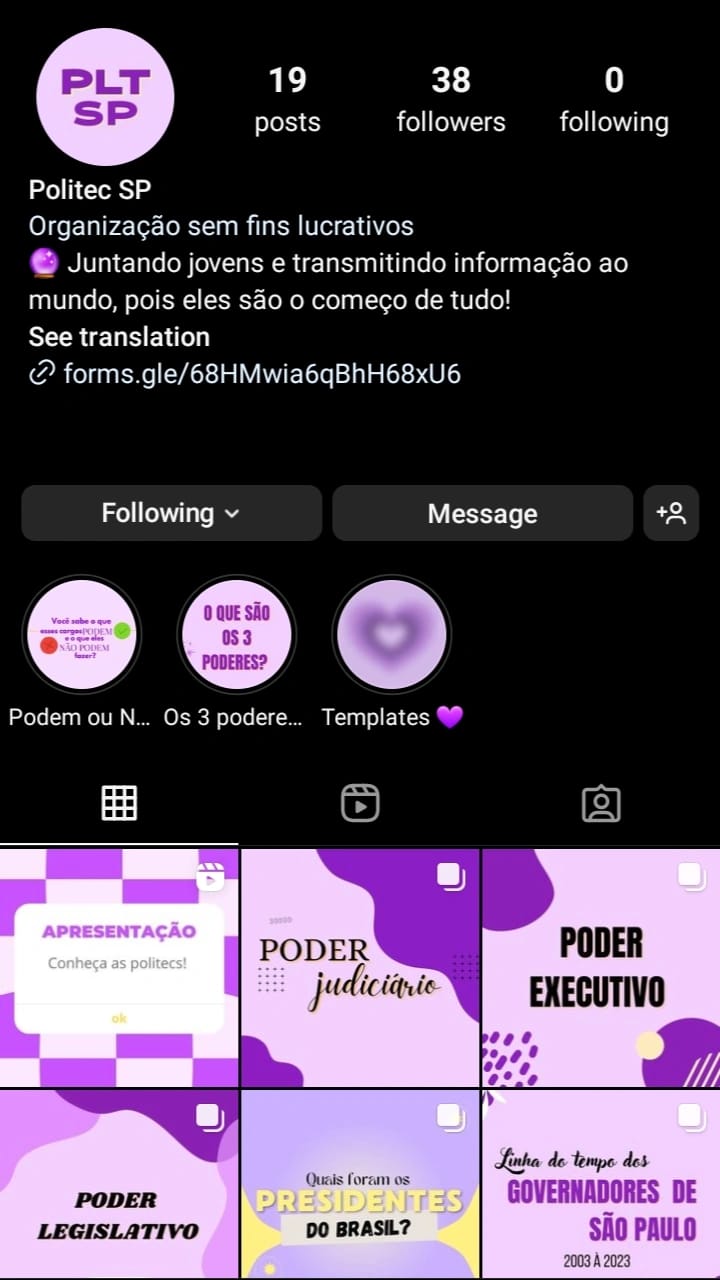 PLT
SP
19
38
0
posts
followers
following
Politec SP
Organização sem fins lucrativos
🔮 Juntando jovens e transmitindo informação ao
mundo, pois eles são o começo de tudo!
See translation
forms.gle/68HMwia6qBhH68xU6
Following
Message
Você sabe o que
esses cargos PODEM
e o que eles
NÃO PODEM
fazer?
O QUE SÃO
OS 3
PODERES?
Podem ou N...
Os 3 podere...
Templates 💜
APRESENTAÇÃO
Conheça as politecs!
ok
PODER
judiciário
PODER
EXECUTIVO
PODER
LEGISLATIVO
Quais foram os
PRESIDENTES
DO BRASIL?
Linha do tempo dos
GOVERNADORES DE
SÃO PAULO
2003 À 2023